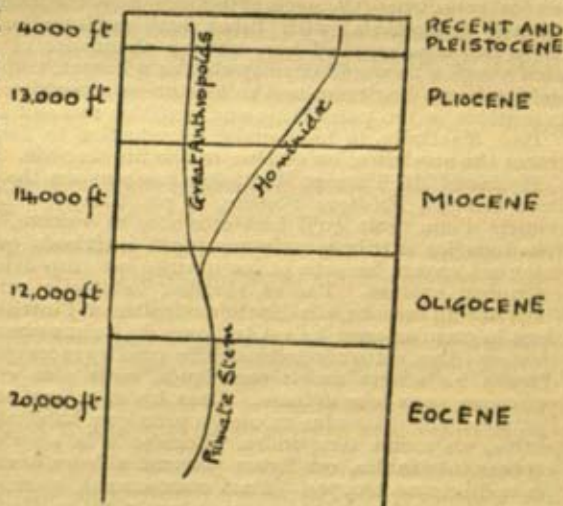 4000 ft
RECENT AND
PLEISTOCENE
13,000 ft
PLIOCENE
Great Anthropoids
Hominidæ
14,000 ft
MIOCENE
12,000 ft
OLIGOCENE
Primate Stem
20,000 ft
EOCENE